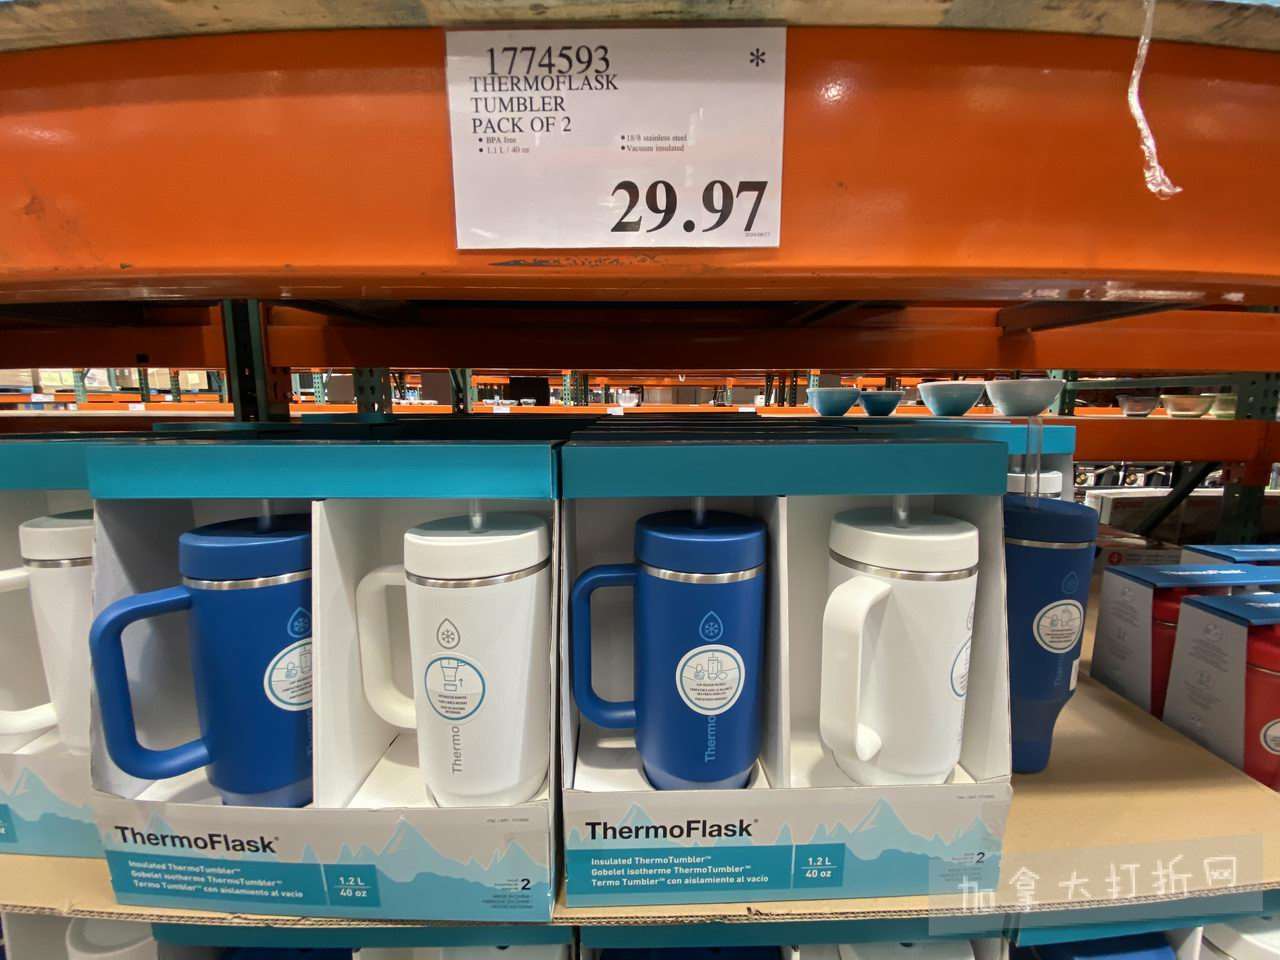 1774593
*
THERMOFLASK
TUMBLER
PACK OF 2
• BPA free
• 18/8 stainless steel
• 1.1 L / 40 oz
• Vacuum insulated
29.97
Thermo
Thermo
ThermoFlask
ThermoFlask
Insulated ThermoTumbler™
Gobelet isotherme ThermoTumbler™
Termo Tumbler™ con aislamiento al vacío
1.2 L
40 oz
2
ThermoFlask
Insulated ThermoTumbler™
Gobelet isotherme ThermoTumbler™
Termo Tumbler™ con aislamiento al vacío
1.2 L
40 oz
2
加拿大打折网